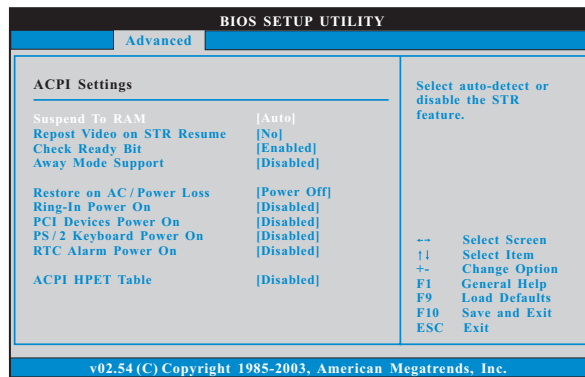 BIOS SETUP UTILITY
Advanced
ACPI Settings
Suspend To RAM [Auto]
Repost Video on STR Resume [No]
Check Ready Bit [Enabled]
Away Mode Support [Disabled]
Restore on AC / Power Loss [Power Off]
Ring-In Power On [Disabled]
PCI Devices Power On [Disabled]
PS / 2 Keyboard Power On [Disabled]
RTC Alarm Power On [Disabled]
ACPI HPET Table [Disabled]
Select auto-detect or
disable the STR
feature.
←→ Select Screen
↑↓ Select Item
+- Change Option
F1 General Help
F9 Load Defaults
F10 Save and Exit
ESC Exit
v02.54 (C) Copyright 1985-2003, American Megatrends, Inc.